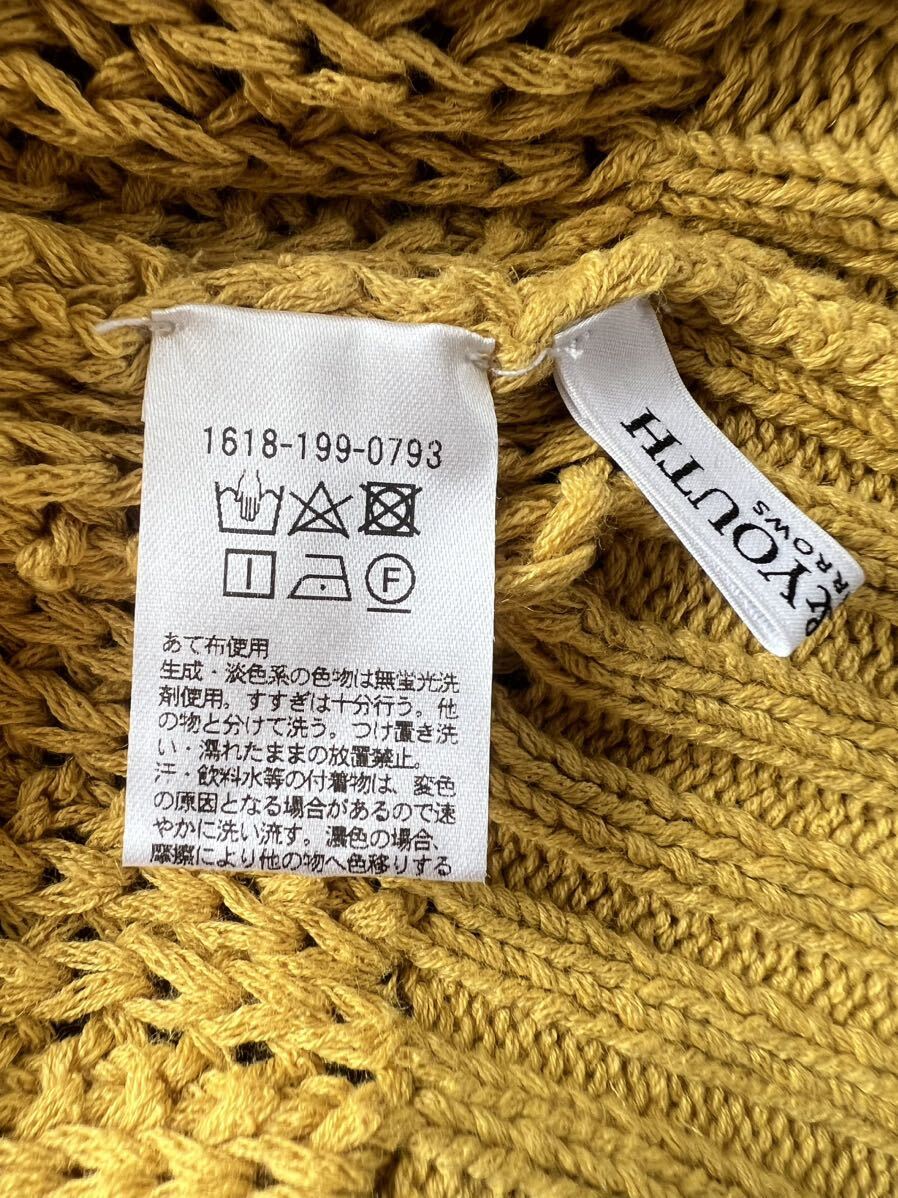 1618-199-0793
F
あて布使用
生成・淡色系の色物は無蛍光洗
剤使用。すすぎは十分行う。他
の物と分けて洗う。つけ置き洗
い・濡れたままの放置禁止。
汗・飲料水等の付着物は、変色
の原因となる場合があるので速
やかに洗い流す。濃色の場合、
摩擦により他の物へ色移りする
&YOUTH
RROWS